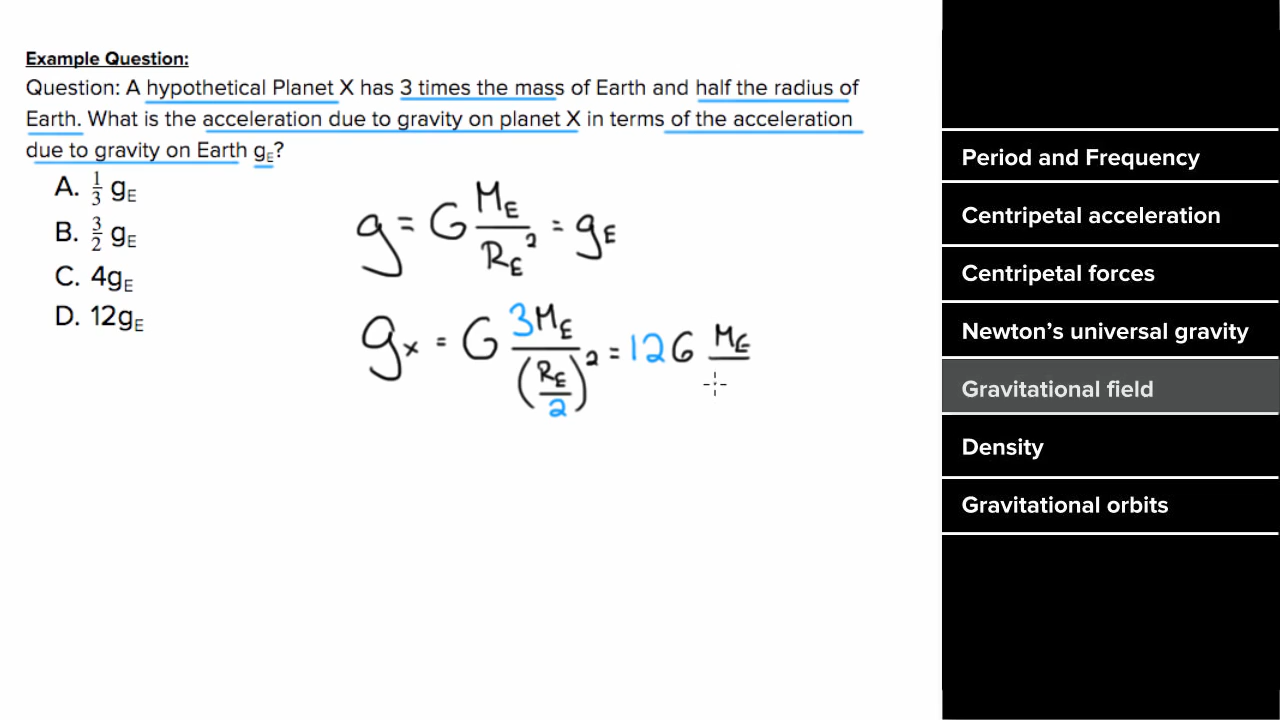 Example Question:
Question: A hypothetical Planet X has 3 times the mass of Earth and half the radius of
Earth. What is the acceleration due to gravity on planet X in terms of the acceleration
due to gravity on Earth gE?
A. 1/3 gE
B. 3/2 gE
C. 4gE
D. 12gE
g = G ME/RE² = gE
gx = G 3ME/(RE/2)² = 12G ME
Period and Frequency
Centripetal acceleration
Centripetal forces
Newton's universal gravity
Gravitational field
Density
Gravitational orbits